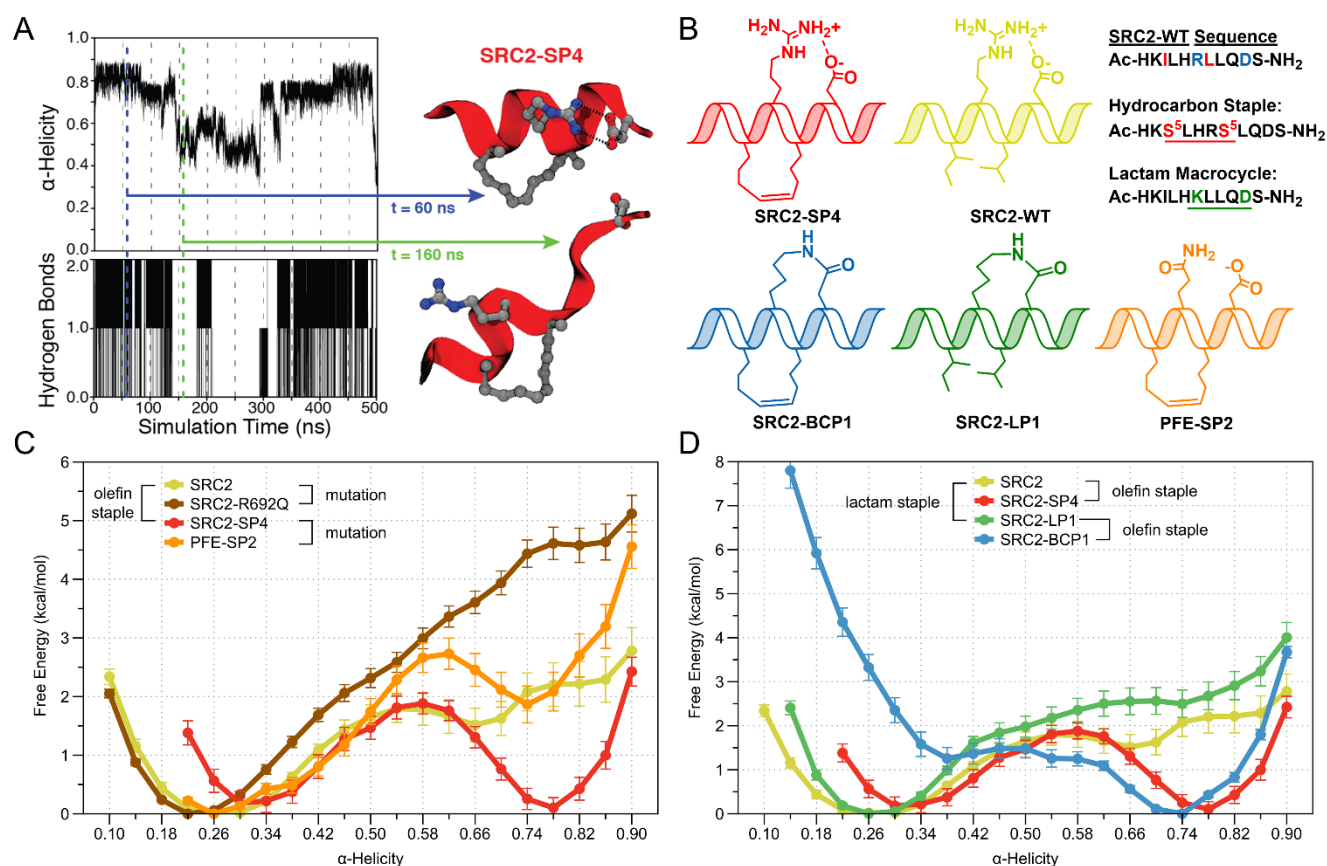 A
SRC2-SP4
α-Helicity
1.0
0.8
0.6
0.4
0.2
0.0
t = 60 ns
t = 160 ns
Hydrogen Bonds
2.0
1.0
0.0
0 100 200 300 400 500
Simulation Time (ns)
B
H₂N NH₂+
NH
O-
O
SRC2-SP4
H₂N NH₂+
NH
O-
O
SRC2-WT
SRC2-WT Sequence
Ac-HKILHRLLQDS-NH₂
Hydrocarbon Staple:
Ac-HKS⁵LHRS⁵LQDS-NH₂
Lactam Macrocycle:
Ac-HKILHKLLQDS-NH₂
H
N
O
SRC2-BCP1
H
N
O
SRC2-LP1
O NH₂
-O O
PFE-SP2
C
olefin
staple
SRC2
SRC2-R692Q
SRC2-SP4
PFE-SP2
mutation
mutation
Free Energy (kcal/mol)
6
5
4
3
2
1
0
0.10 0.18 0.26 0.34 0.42 0.50 0.58 0.66 0.74 0.82 0.90
α-Helicity
D
lactam staple
SRC2
SRC2-SP4
SRC2-LP1
SRC2-BCP1
olefin staple
olefin staple
Free Energy (kcal/mol)
8
7
6
5
4
3
2
1
0
0.10 0.18 0.26 0.34 0.42 0.50 0.58 0.66 0.74 0.82 0.90
α-Helicity